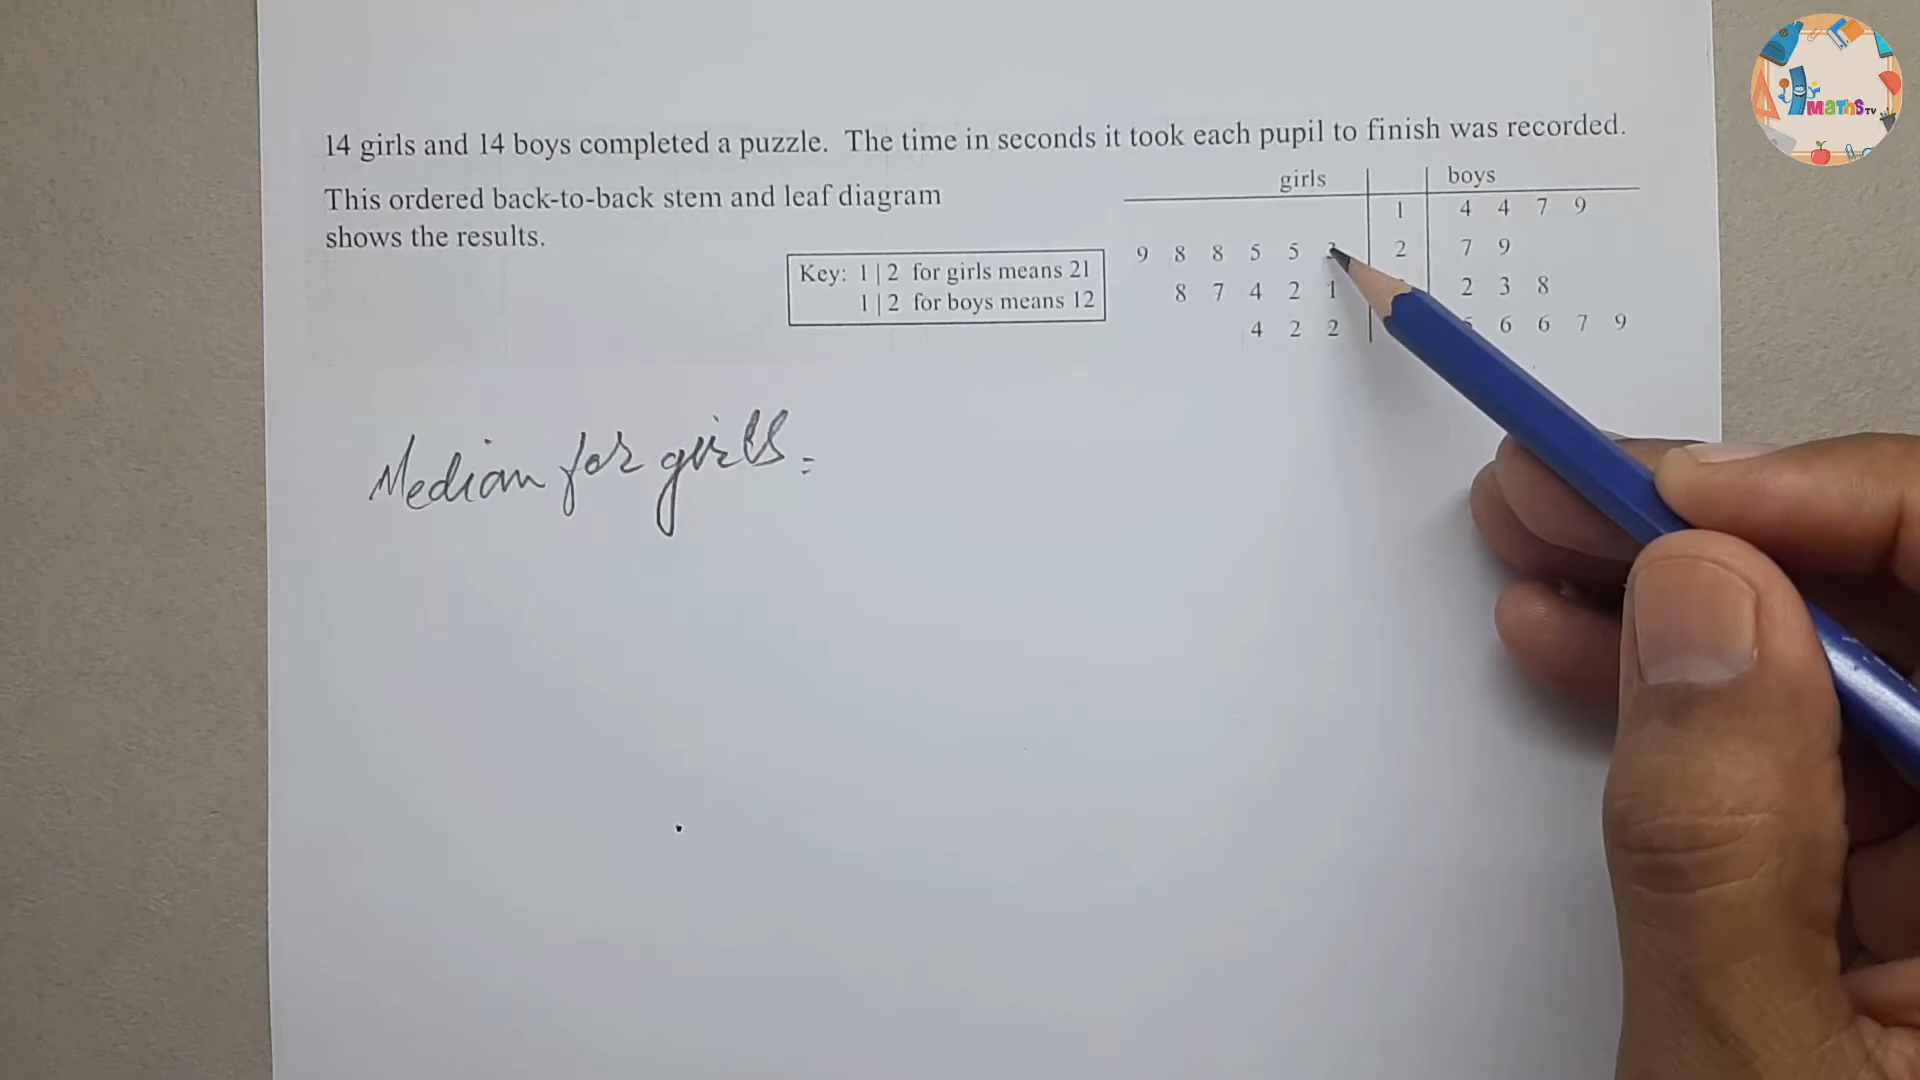 14 girls and 14 boys completed a puzzle. The time in seconds it took each pupil to finish was recorded.
This ordered back-to-back stem and leaf diagram
shows the results.
Key: 1 | 2 for girls means 21
1 | 2 for boys means 12
girls boys
1 4 4 7 9
9 8 8 5 5 2 7 9
8 7 4 2 1 2 3 8
4 2 2 6 6 7 9
Median for girls =
MATHS TV